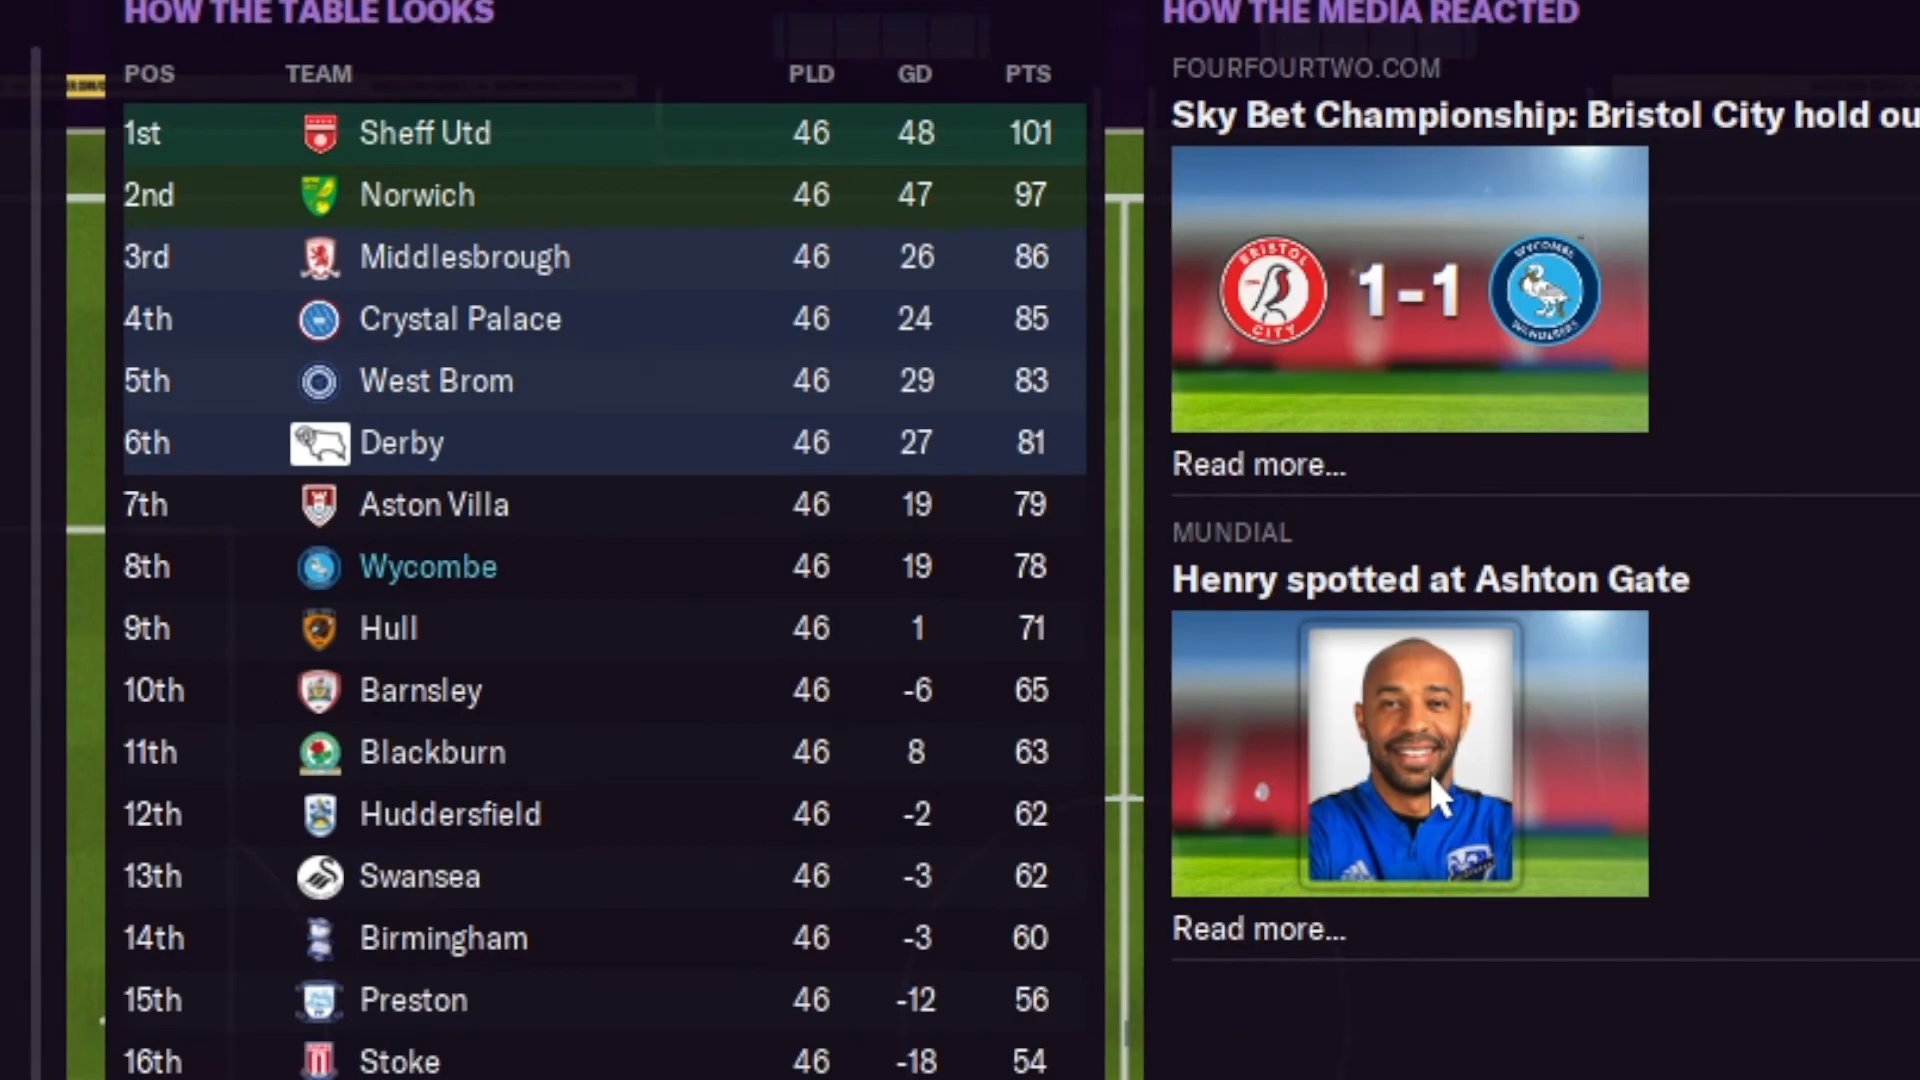 HOW THE TABLE LOOKS
POS TEAM PLD GD PTS
1st Sheff Utd 46 48 101
2nd Norwich 46 47 97
3rd Middlesbrough 46 26 86
4th Crystal Palace 46 24 85
5th West Brom 46 29 83
6th Derby 46 27 81
7th Aston Villa 46 19 79
8th Wycombe 46 19 78
9th Hull 46 1 71
10th Barnsley 46 -6 65
11th Blackburn 46 8 63
12th Huddersfield 46 -2 62
13th Swansea 46 -3 62
14th Birmingham 46 -3 60
15th Preston 46 -12 56
16th Stoke 46 -18 54
HOW THE MEDIA REACTED
FOURFOURTWO.COM
Sky Bet Championship: Bristol City hold ou
BRISTOL
CITY
1-1
WYCOMBE
WANDERERS
Read more...
MUNDIAL
Henry spotted at Ashton Gate
Read more...